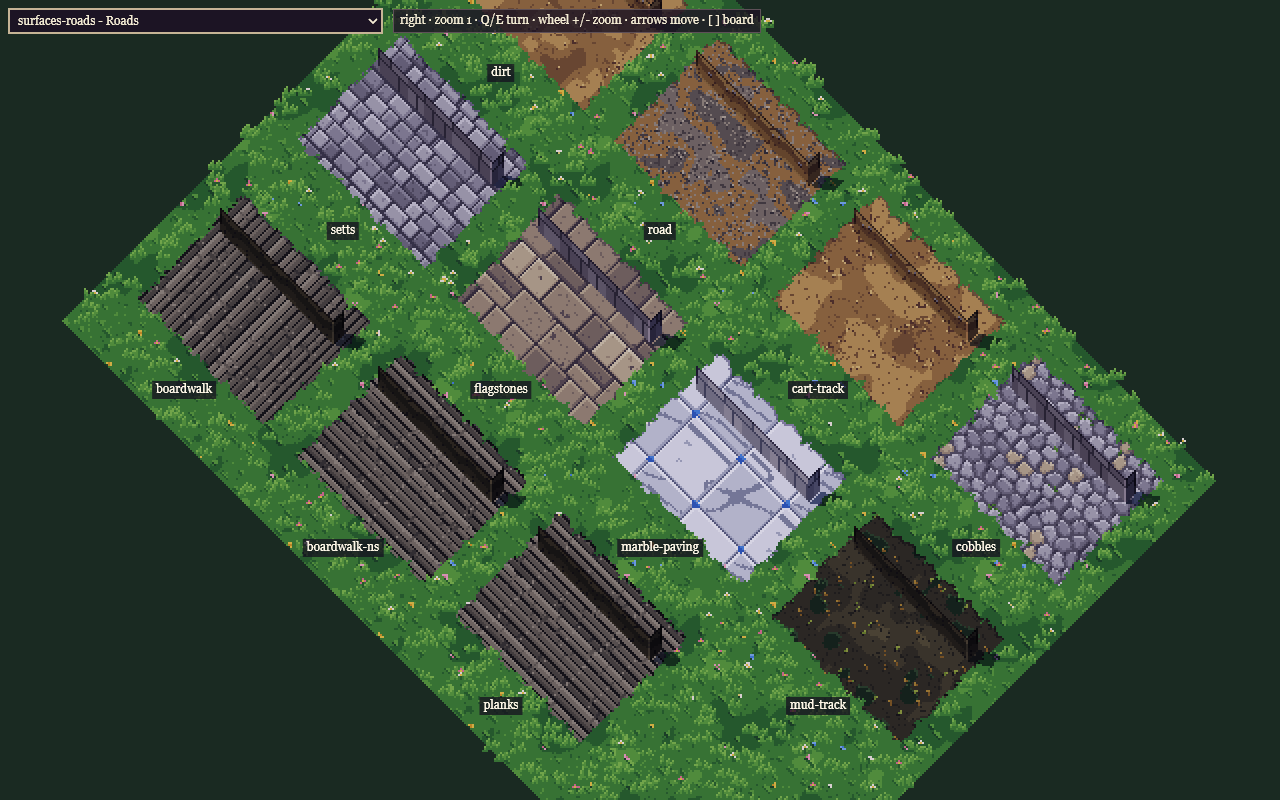 surfaces-roads - Roads
right · zoom 1 · Q/E turn · wheel +/- zoom · arrows move · [ ] board
dirt
setts
road
boardwalk
flagstones
cart-track
boardwalk-ns
marble-paving
cobbles
planks
mud-track